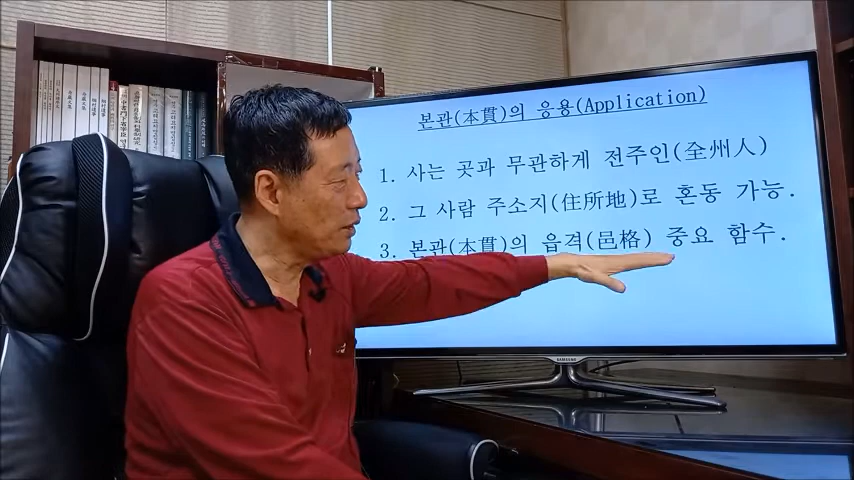 본관(本貫)의 응용(Application)
1. 사는 곳과 무관하게 전주인(全州人)
2. 그 사람 주소지(住所地)로 혼동 가능.
3. 본관(本貫)의 읍격(邑格) 중요 함수.
SAMSUNG